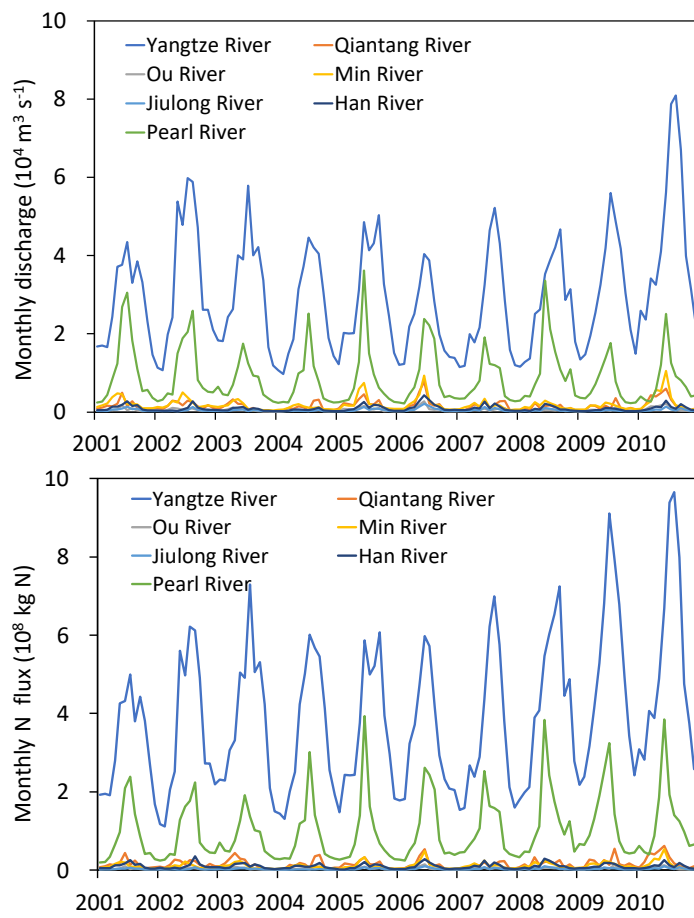 10
Yangtze River Qiantang River
Ou River Min River
8
Jiulong River Han River
Pearl River
6
4
2
0
Monthly discharge (10⁴ m³ s⁻¹)
2001 2002 2003 2004 2005 2006 2007 2008 2009 2010
10
Yangtze River Qiantang River
Ou River Min River
8
Jiulong River Han River
Pearl River
6
4
2
0
Monthly N flux (10⁸ kg N)
2001 2002 2003 2004 2005 2006 2007 2008 2009 2010